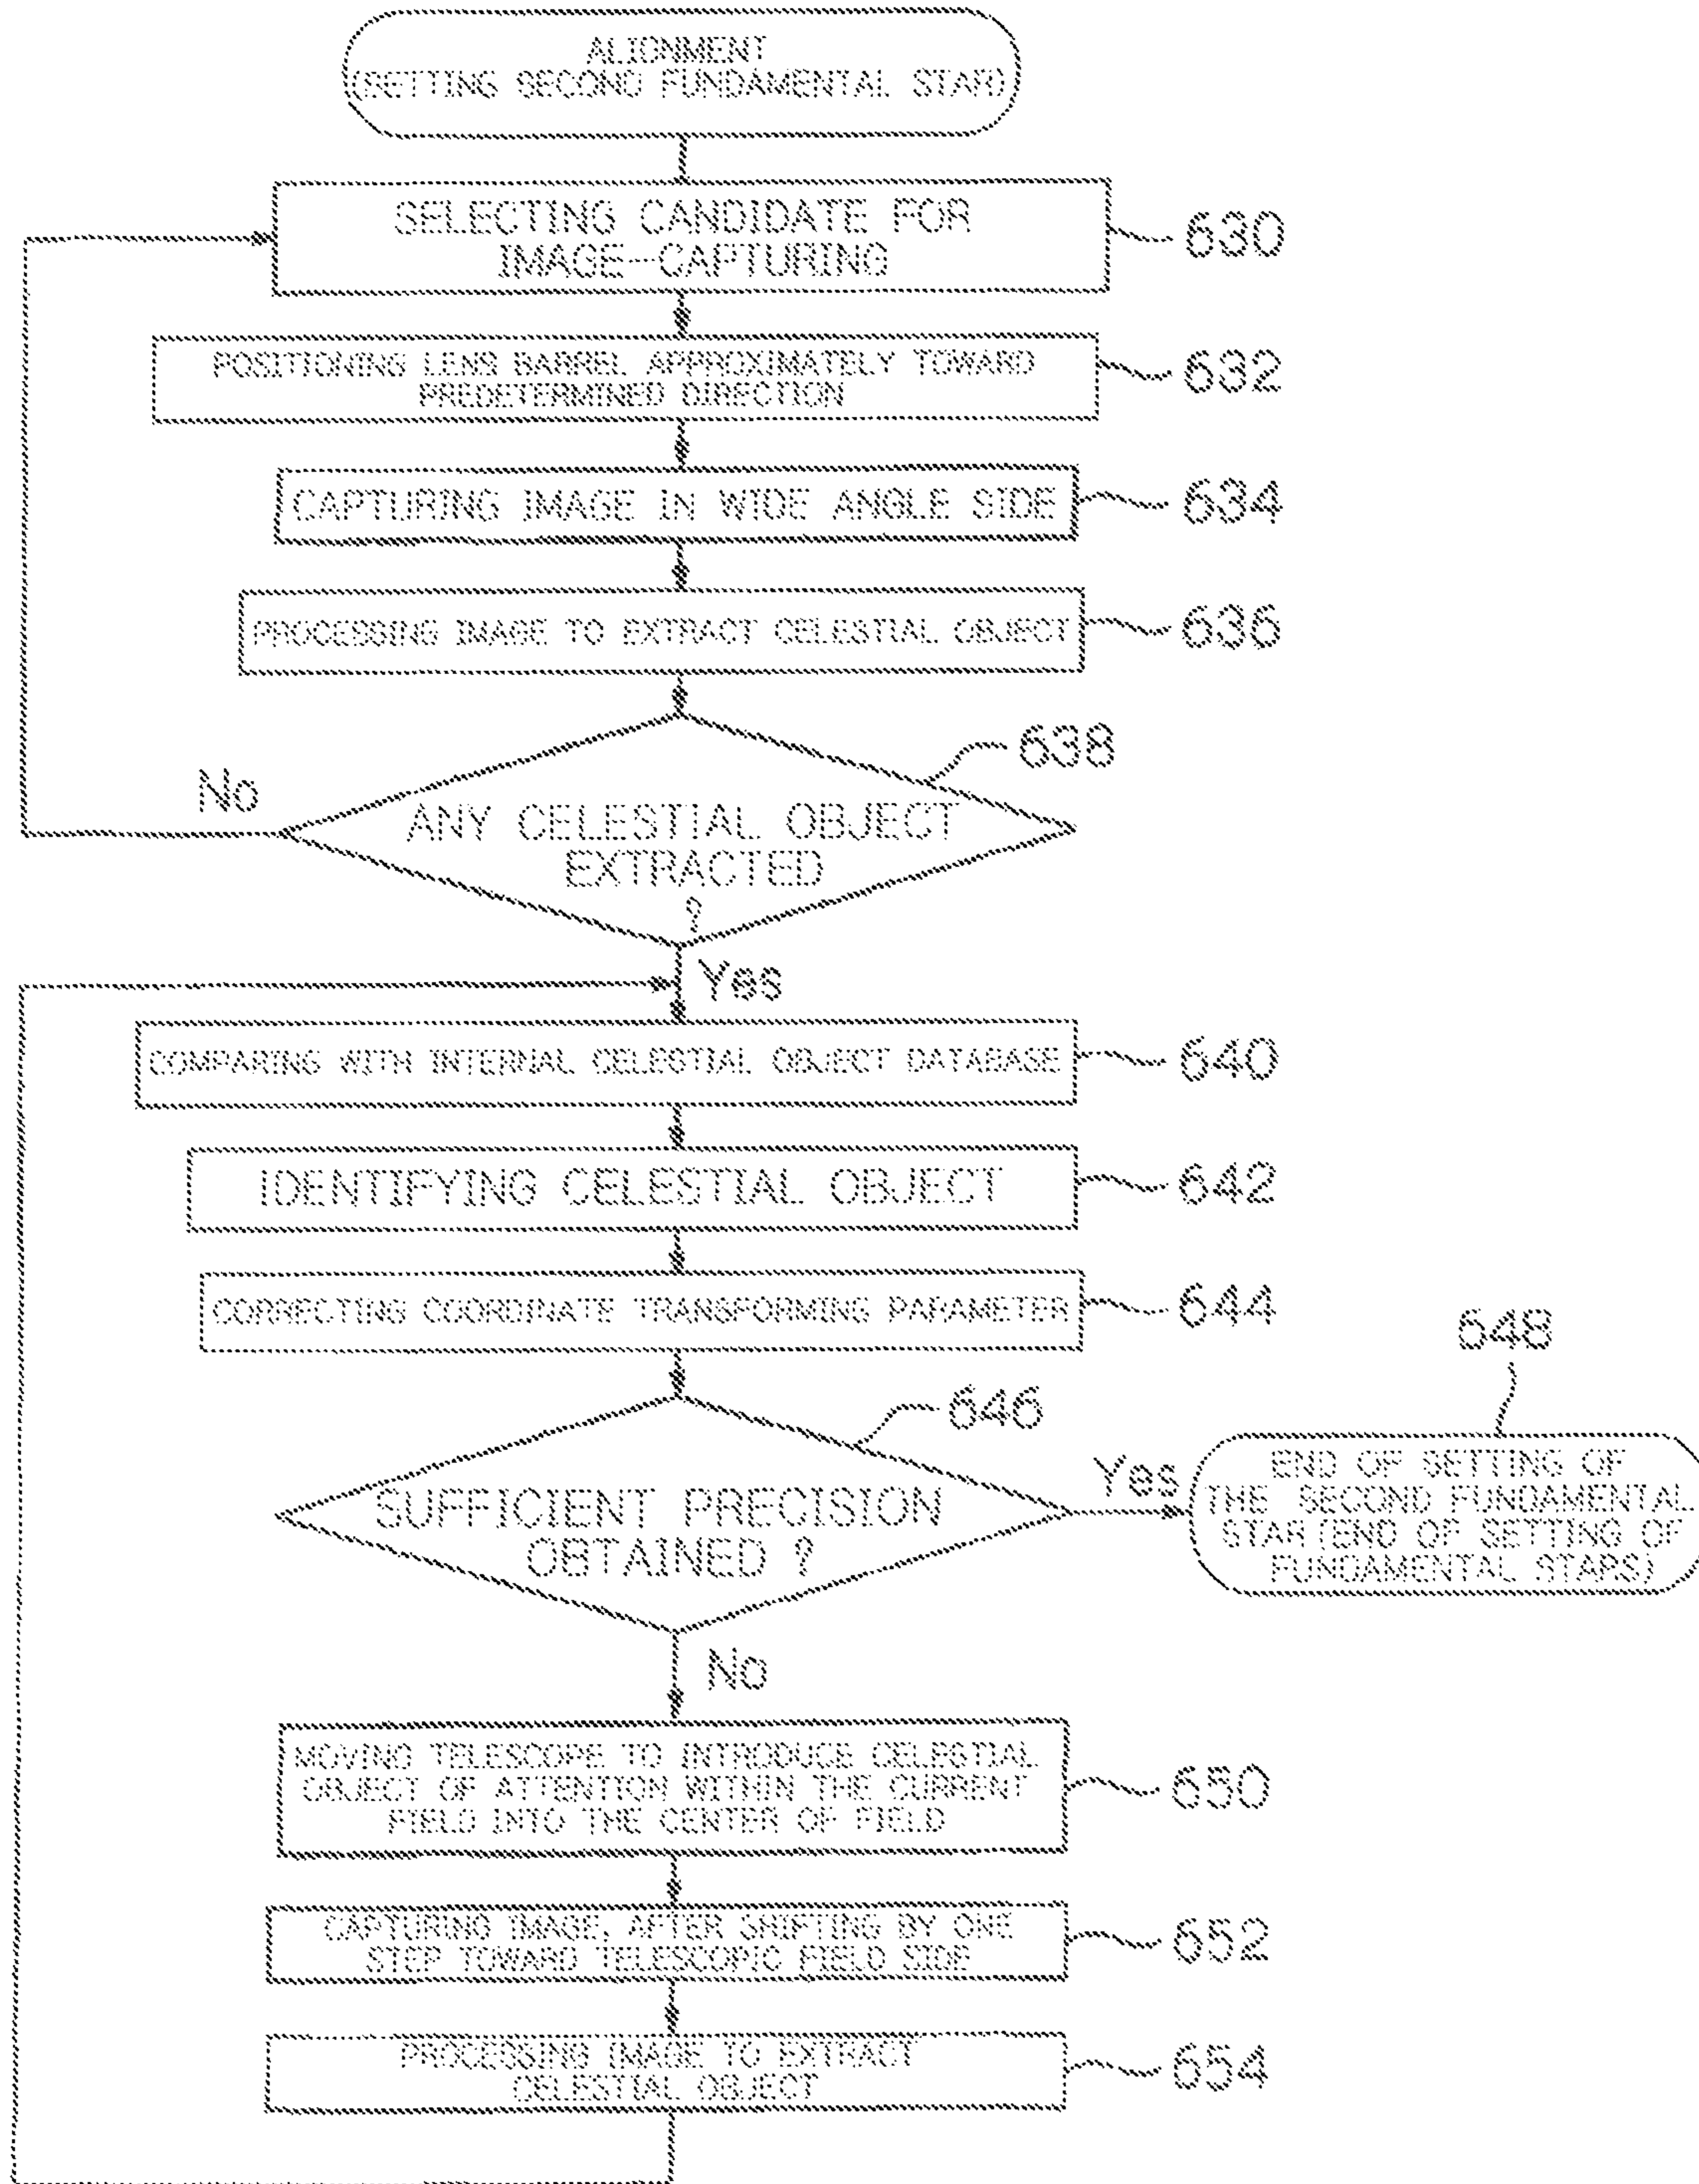 ALIGNMENT
(SETTING SECOND FUNDAMENTAL STAR)
SELECTING CANDIDATE FOR
IMAGE-CAPTURING
630
POSITIONING LENS BARREL APPROXIMATELY TOWARD
PREDETERMINED DIRECTION
632
CAPTURING IMAGE IN WIDE ANGLE SIDE
634
PROCESSING IMAGE TO EXTRACT CELESTIAL OBJECT
636
638
No
ANY CELESTIAL OBJECT
EXTRACTED
?
Yes
COMPARING WITH INTERNAL CELESTIAL OBJECT DATABASE
640
IDENTIFYING CELESTIAL OBJECT
642
CORRECTING COORDINATE TRANSFORMING PARAMETER
644
648
646
Yes
SUFFICIENT PRECISION
OBTAINED ?
END OF SETTING OF
THE SECOND FUNDAMENTAL
STAR (END OF SETTING OF
FUNDAMENTAL STARS)
No
MOVING TELESCOPE TO INTRODUCE CELESTIAL
OBJECT OF ATTENTION WITHIN THE CURRENT
FIELD INTO THE CENTER OF FIELD
650
CAPTURING IMAGE, AFTER SHIFTING BY ONE
STEP TOWARD TELESCOPIC FIELD SIDE
652
PROCESSING IMAGE TO EXTRACT
CELESTIAL OBJECT
654